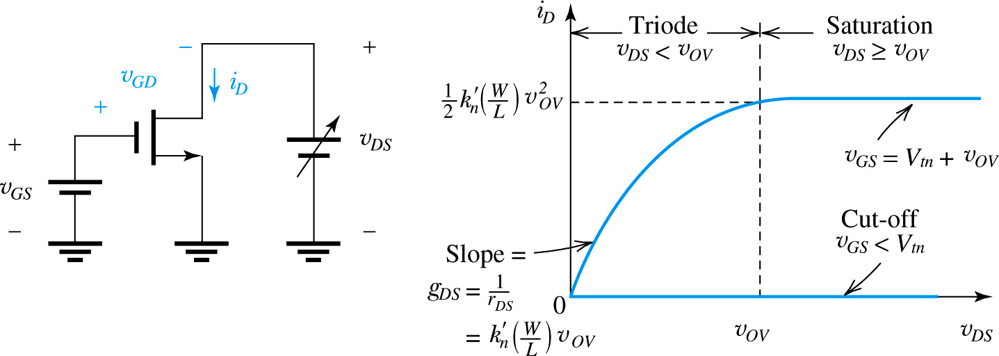 − +
v_GD
i_D
+
+
v_DS
v_GS
− −
i_D
Triode Saturation
v_DS < v_OV v_DS ≥ v_OV
1/2 k′_n (W/L) v²_OV
v_GS = V_tn + v_OV
Cut-off
v_GS < V_tn
Slope =
g_DS = 1/r_DS
= k′_n (W/L) v_OV
0
v_OV v_DS